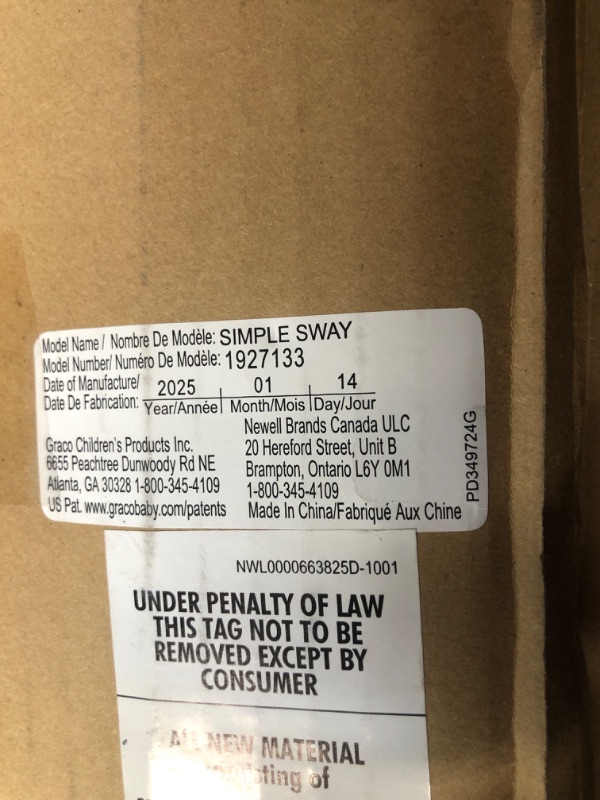 Model Name / Nombre De Modèle: SIMPLE SWAY
Model Number/ Numéro De Modèle: 1927133
Date of Manufacture/
Date De Fabrication:
2025 01 14
Year/Année Month/Mois Day/Jour
Graco Children's Products Inc.
6655 Peachtree Dunwoody Rd NE
Atlanta, GA 30328 1-800-345-4109
US Pat. www.gracobaby.com/patents
Newell Brands Canada ULC
20 Hereford Street, Unit B
Brampton, Ontario L6Y 0M1
1-800-345-4109
Made In China/Fabriqué Aux Chine
PD349724G
NWL0000663825D-1001
UNDER PENALTY OF LAW
THIS TAG NOT TO BE
REMOVED EXCEPT BY
CONSUMER
ALL NEW MATERIAL
of